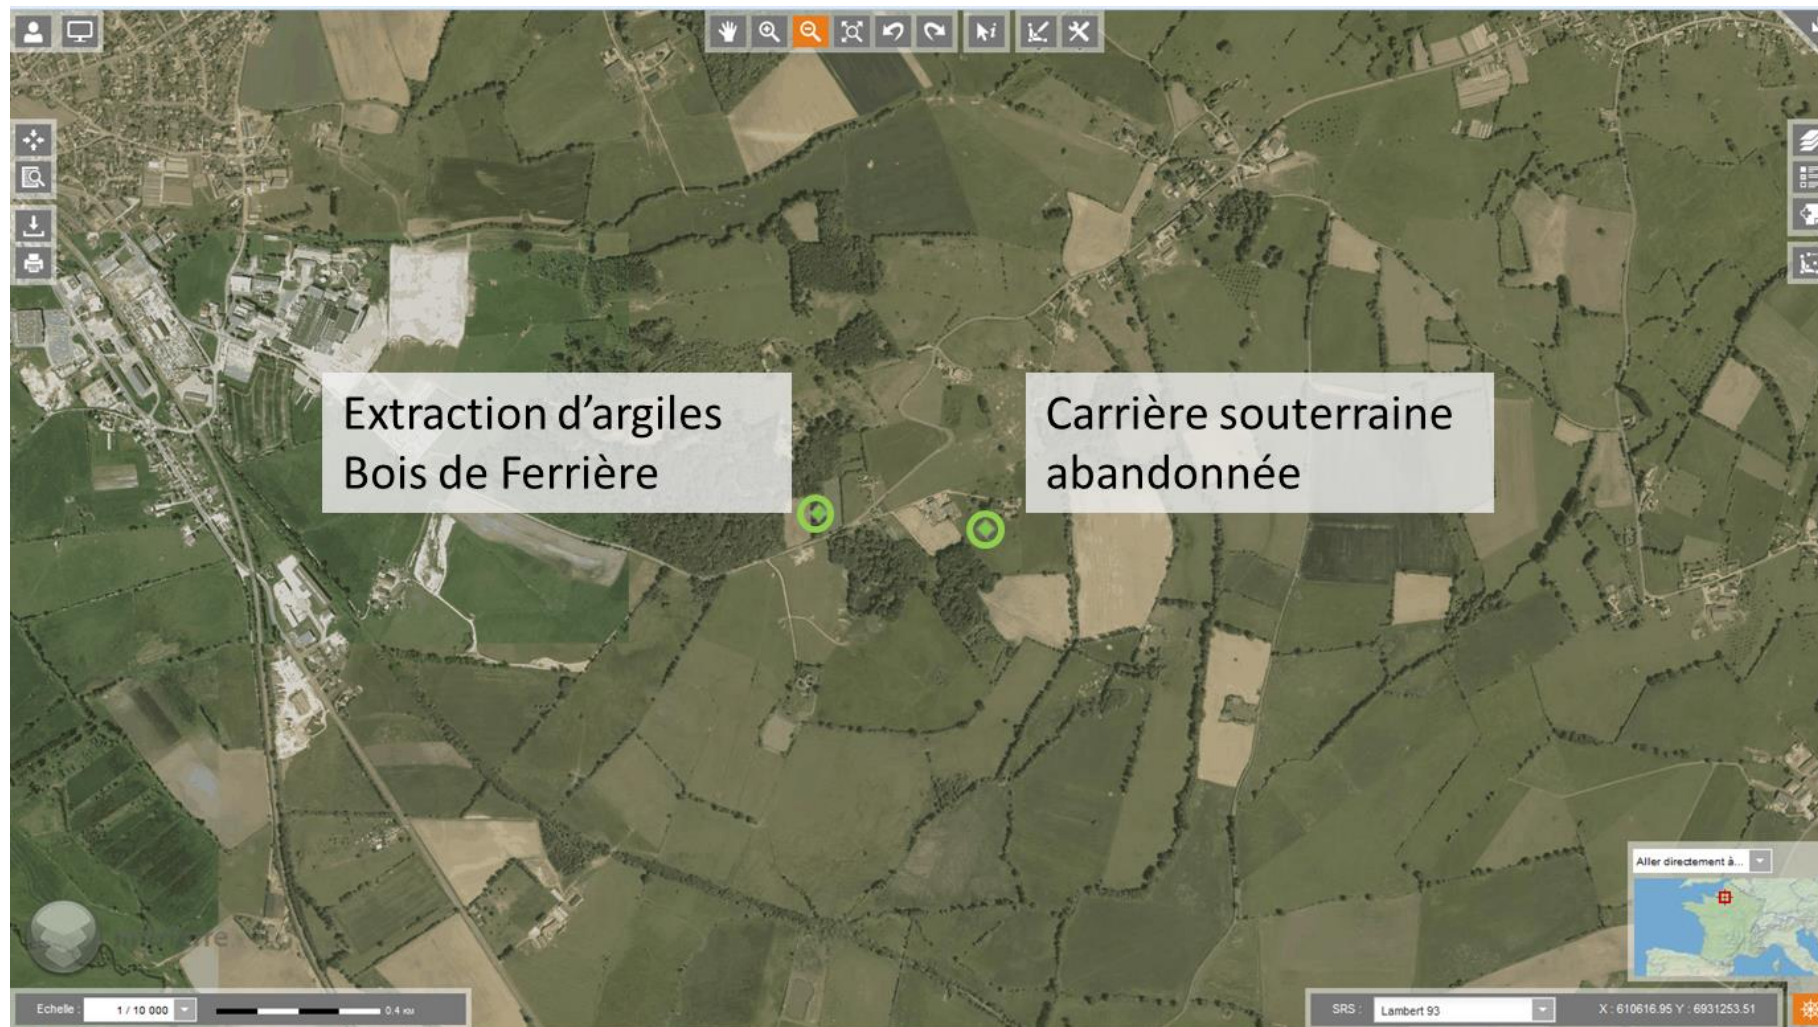 Extraction d’argiles
Bois de Ferrière
Carrière souterraine
abandonnée
Aller directement à...
Echelle :
1 / 10 000
0.4 KM
SRS :
Lambert 93
X : 610616.95 Y : 6931253.51